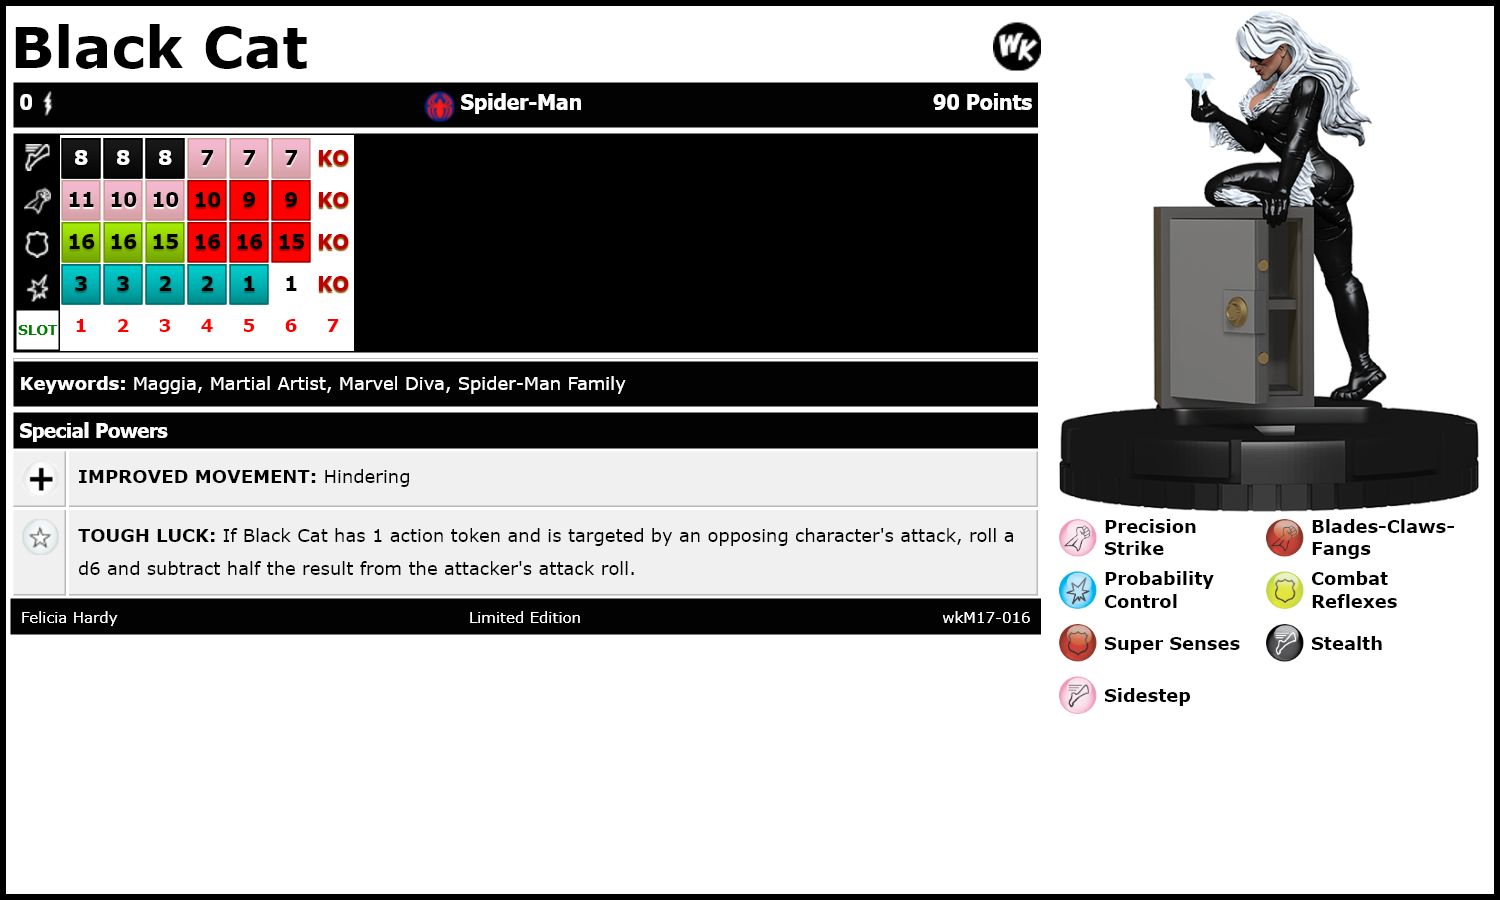 Black Cat
WK
0 Spider-Man 90 Points
8 8 8 7 7 7 KO
11 10 10 10 9 9 KO
16 16 15 16 16 15 KO
3 3 2 2 1 1 KO
SLOT 1 2 3 4 5 6 7
Keywords: Maggia, Martial Artist, Marvel Diva, Spider-Man Family
Special Powers
IMPROVED MOVEMENT: Hindering
TOUGH LUCK: If Black Cat has 1 action token and is targeted by an opposing character's attack, roll a
d6 and subtract half the result from the attacker's attack roll.
Felicia Hardy Limited Edition wkM17-016
Precision
Strike
Blades-Claws-
Fangs
Probability
Control
Combat
Reflexes
Super Senses
Stealth
Sidestep